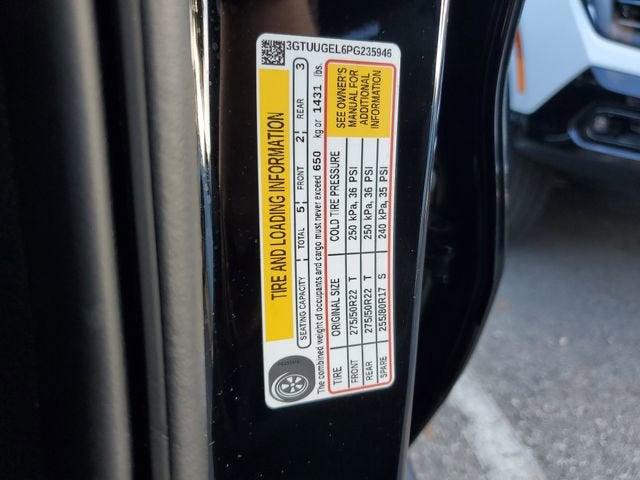 3GTUUGEL6PG235946
TIRE AND LOADING INFORMATION
SEATING CAPACITY TOTAL 5 FRONT 2 REAR 3
The combined weight of occupants and cargo must never exceed 650 kg or 1431 lbs.
TIRE ORIGINAL SIZE COLD TIRE PRESSURE
FRONT 275/50R22 T 250 kPa, 36 PSI
REAR 275/50R22 T 250 kPa, 36 PSI
SPARE 255/80R17 S 240 kPa, 35 PSI
SEE OWNER'S
MANUAL FOR
ADDITIONAL
INFORMATION